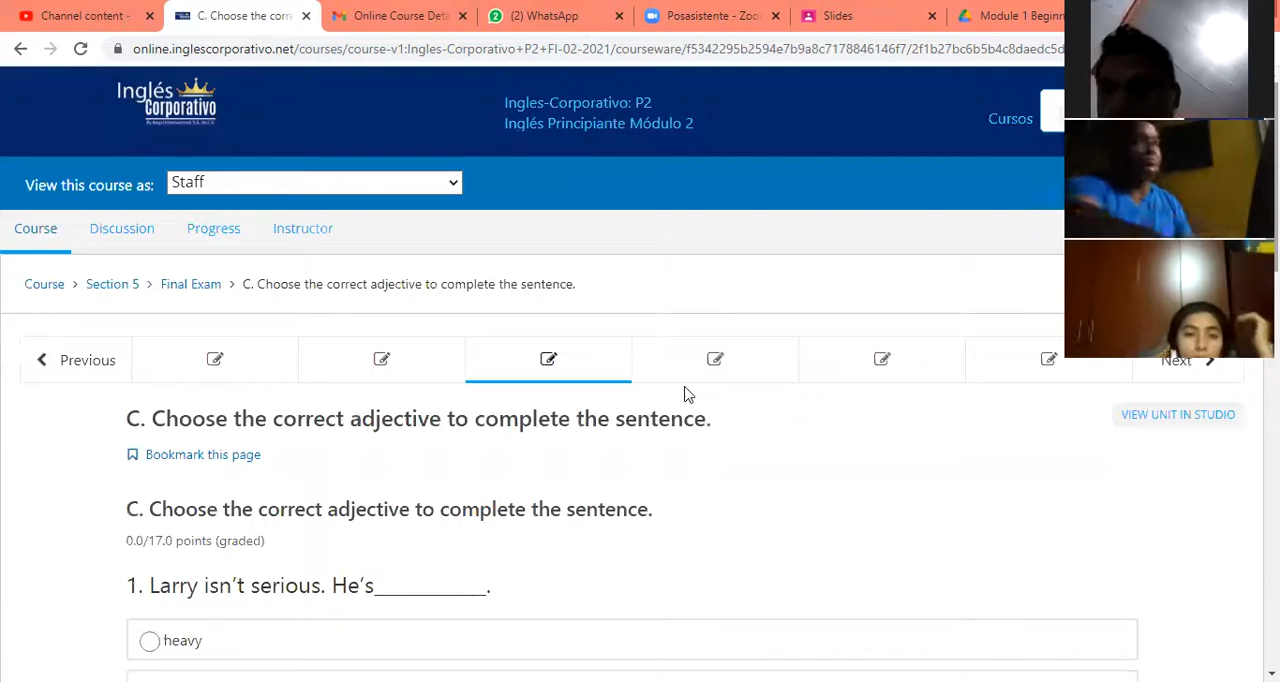 Channel content -
C. Choose the corre
Online Course Deta
(2) WhatsApp
Posasistente - Zoo
Slides
Module 1 Beginn
online.inglescorporativo.net/courses/course-v1:Ingles-Corporativo+P2+FI-02-2021/courseware/f5342295b2594e7b9a8c7178846146f7/2f1b27bc6b5b4c8daedc5d
Inglés
Corporativo
Ingles-Corporativo: P2
Inglés Principiante Módulo 2
Cursos
View this course as:
Staff
Course
Discussion
Progress
Instructor
Course > Section 5 > Final Exam > C. Choose the correct adjective to complete the sentence.
Previous
Next
C. Choose the correct adjective to complete the sentence.
VIEW UNIT IN STUDIO
Bookmark this page
C. Choose the correct adjective to complete the sentence.
0.0/17.0 points (graded)
1. Larry isn't serious. He's__________.
heavy